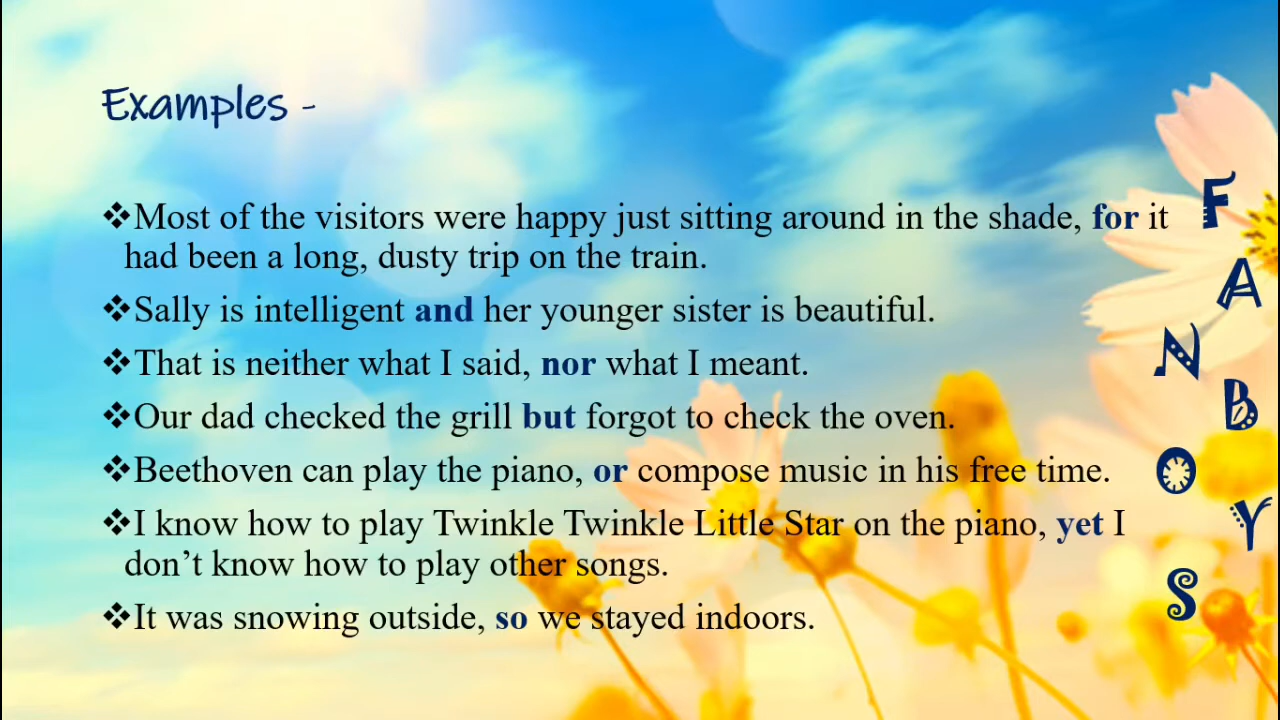 Examples -
❖Most of the visitors were happy just sitting around in the shade, for it
had been a long, dusty trip on the train.
❖Sally is intelligent and her younger sister is beautiful.
❖That is neither what I said, nor what I meant.
❖Our dad checked the grill but forgot to check the oven.
❖Beethoven can play the piano, or compose music in his free time.
❖I know how to play Twinkle Twinkle Little Star on the piano, yet I
don’t know how to play other songs.
❖It was snowing outside, so we stayed indoors.
F
A
N
B
O
Y
S